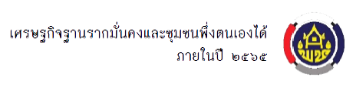 เศรษฐกิจฐานรากมั่นคงและชุมชนพึ่งตนเองได้
ภายในปี ๒๕๖๕
พช